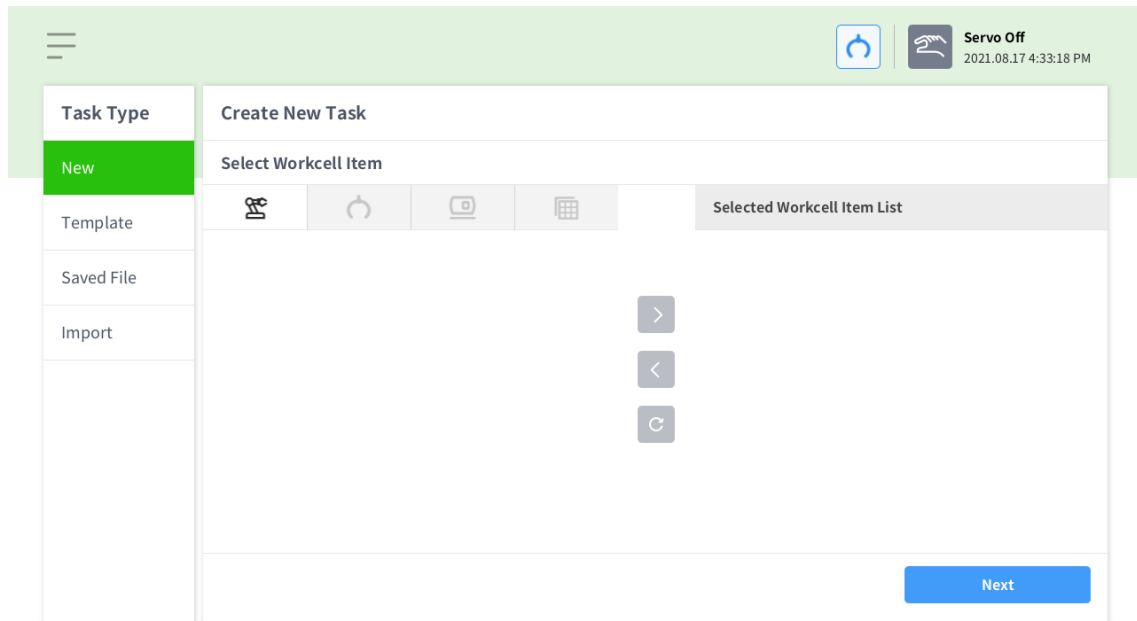 Servo Off
2021.08.17 4:33:18 PM
Task Type
Create New Task
New
Select Workcell Item
Template
Selected Workcell Item List
Saved File
Import
Next